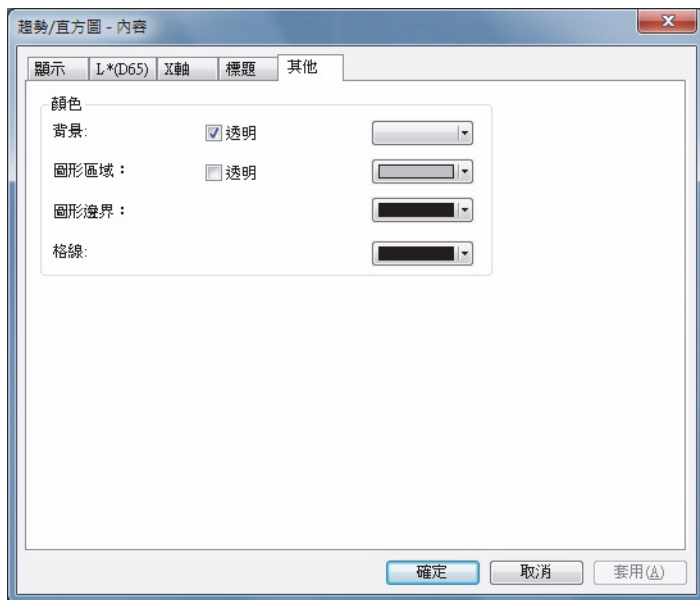 趨勢/直方圖 - 內容
顯示 L*(D65) X軸 標題 其他
顏色
背景: 透明
圖形區域： 透明
圖形邊界：
格線:
確定 取消 套用(A)